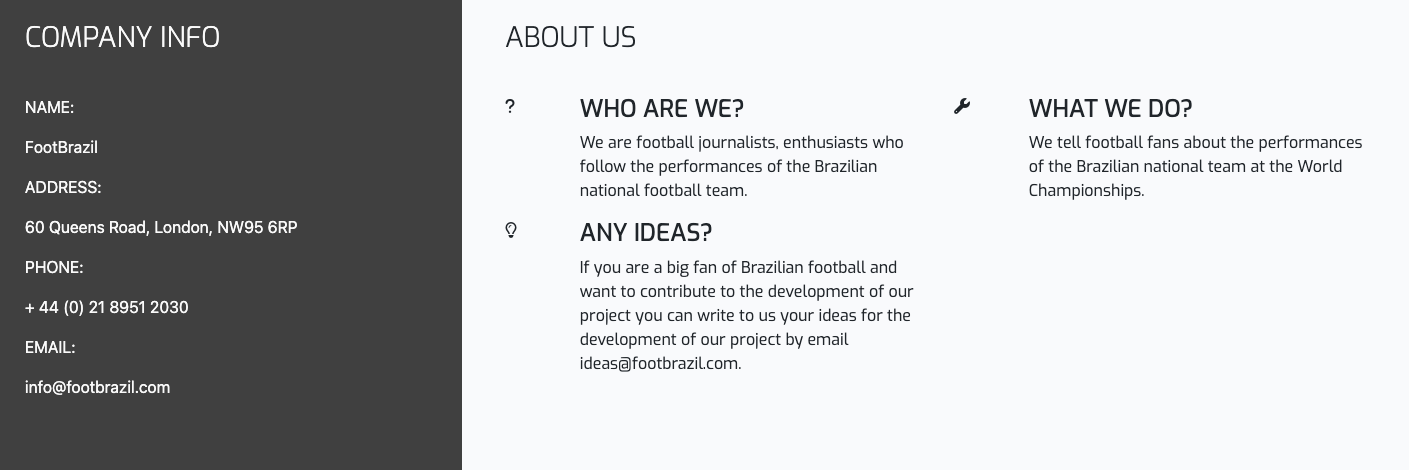 COMPANY INFO
NAME:
FootBrazil
ADDRESS:
60 Queens Road, London, NW95 6RP
PHONE:
+ 44 (0) 21 8951 2030
EMAIL:
info@footbrazil.com
ABOUT US
WHO ARE WE?
We are football journalists, enthusiasts who
follow the performances of the Brazilian
national football team.
WHAT WE DO?
We tell football fans about the performances
of the Brazilian national team at the World
Championships.
ANY IDEAS?
If you are a big fan of Brazilian football and
want to contribute to the development of our
project you can write to us your ideas for the
development of our project by email
ideas@footbrazil.com.